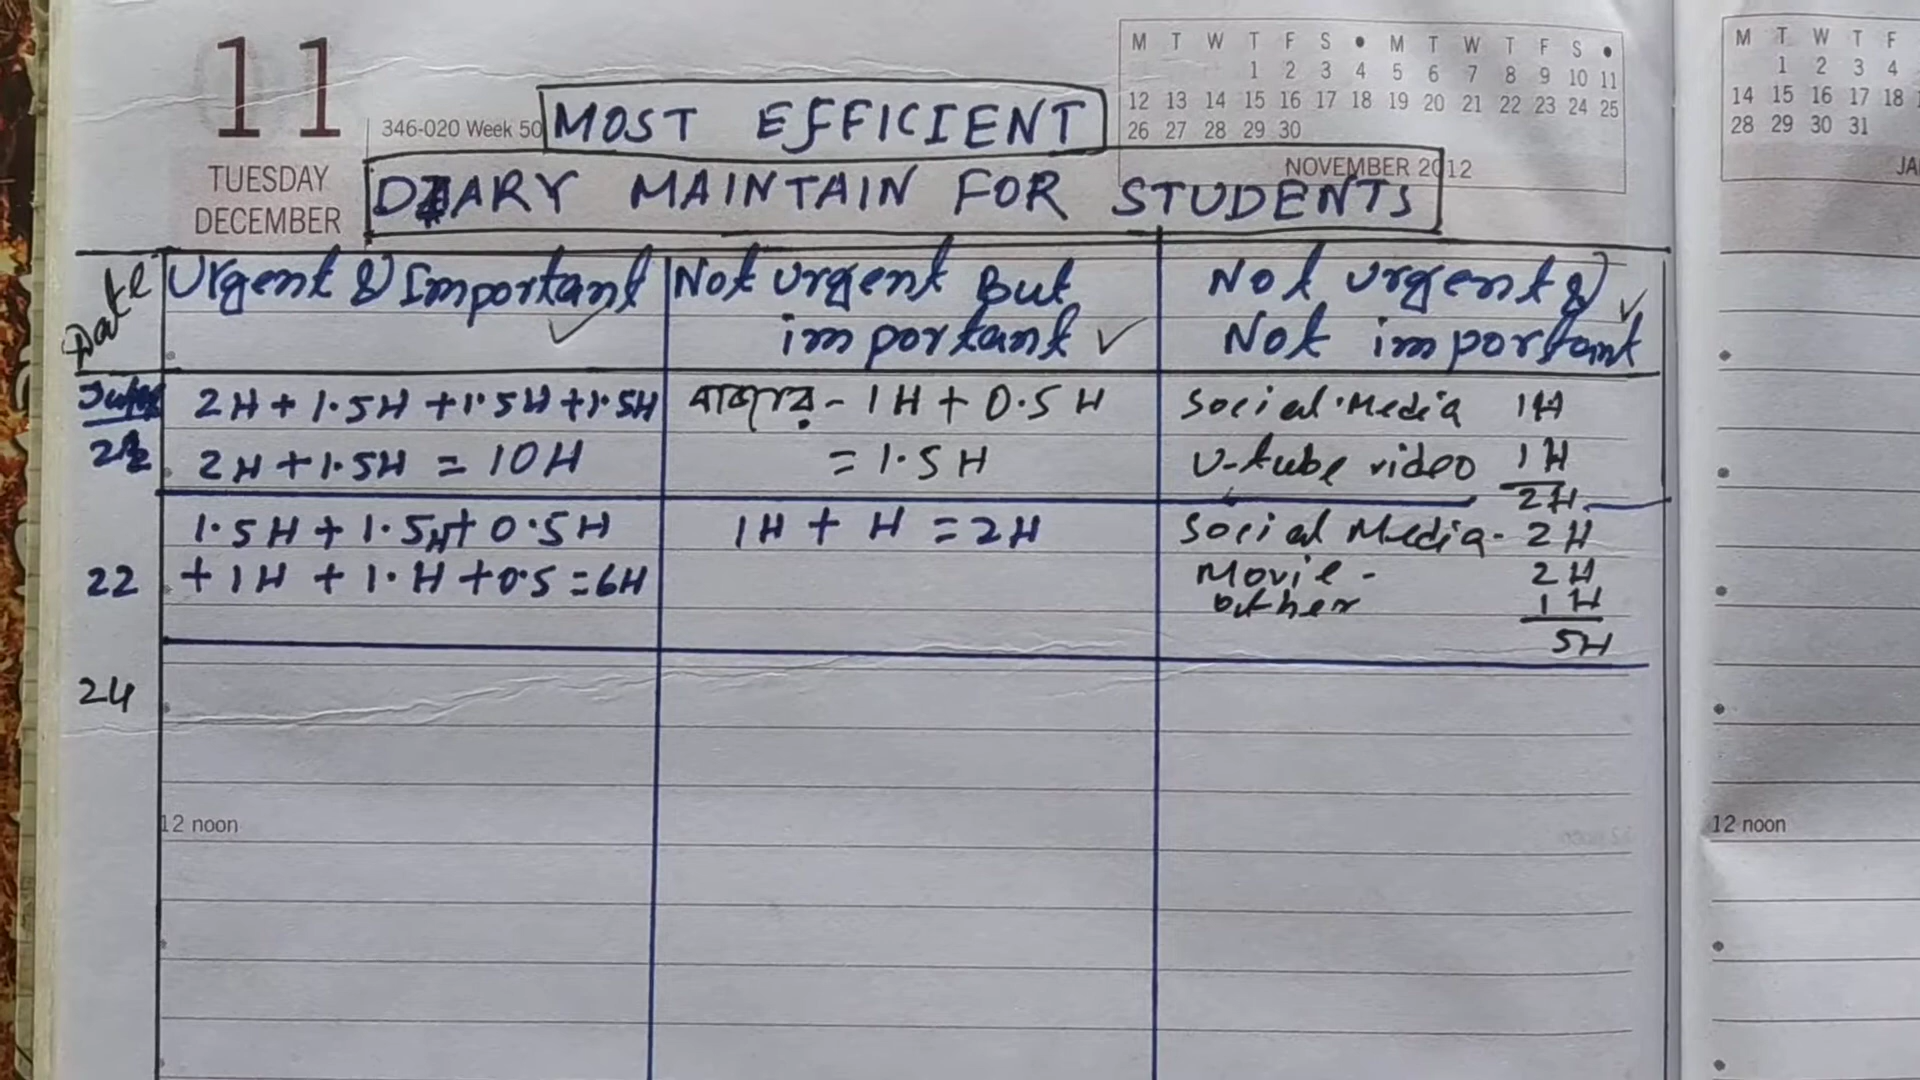 11
TUESDAY
DECEMBER
346-020 Week 50
MOST EFFICIENT
DIARY MAINTAIN FOR STUDENTS
M T W T F S • M T W T F S •
1 2 3 4 5 6 7 8 9 10 11
12 13 14 15 16 17 18 19 20 21 22 23 24 25
26 27 28 29 30
NOVEMBER 2012
M T W T F
1 2 3 4
14 15 16 17 18
28 29 30 31
JA
Date
Urgent & Important
Not urgent But
important
Not urgent &
Not important
2H + 1.5H + 1.5H + 1.5H
2H + 1.5H = 10H
বাজার - 1H + 0.5H
= 1.5H
Social Media 1H
U-tube video 1H
2H
22
1.5H + 1.5H + 0.5H
+ 1H + 1.H + 0.5 = 6H
1H + H = 2H
Social Media - 2H
Movie - 2H
other 1H
5H
24
12 noon
12 noon